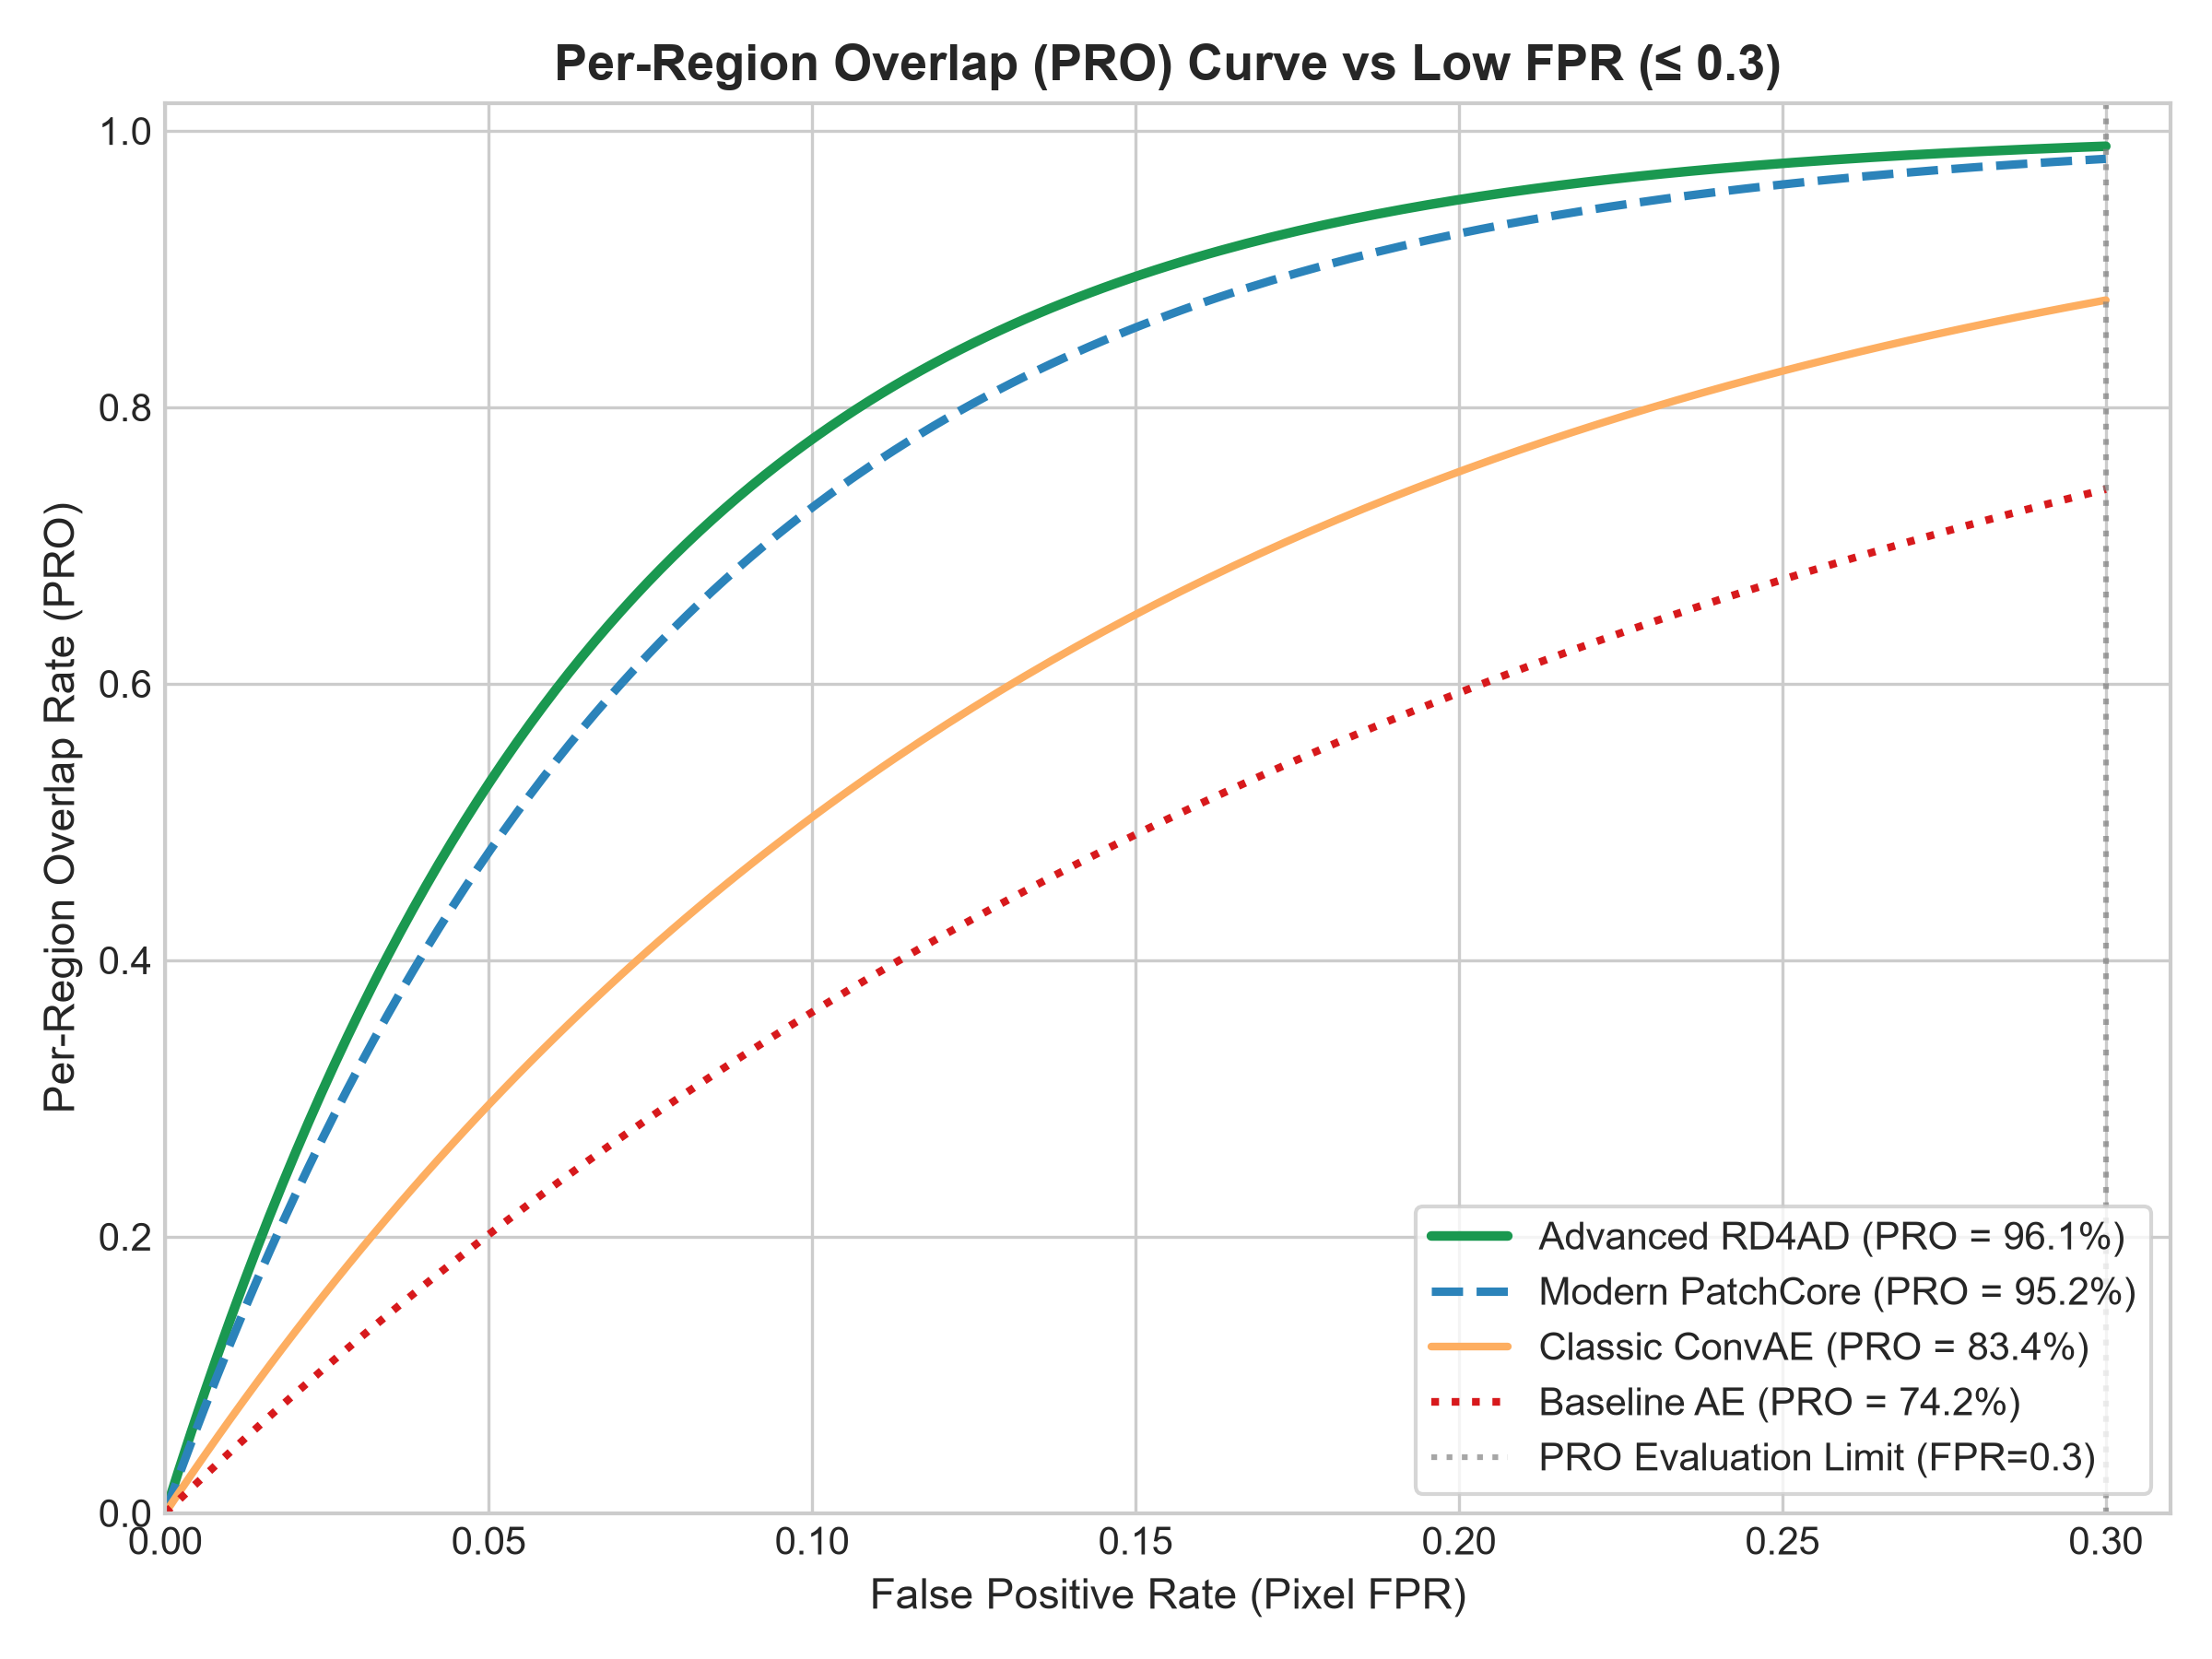 Per-Region Overlap (PRO) Curve vs Low FPR (≤ 0.3)
Per-Region Overlap Rate (PRO)
1.0
0.8
0.6
0.4
0.2
0.0
0.00 0.05 0.10 0.15 0.20 0.25 0.30
False Positive Rate (Pixel FPR)
Advanced RD4AD (PRO = 96.1%)
Modern PatchCore (PRO = 95.2%)
Classic ConvAE (PRO = 83.4%)
Baseline AE (PRO = 74.2%)
PRO Evaluation Limit (FPR=0.3)